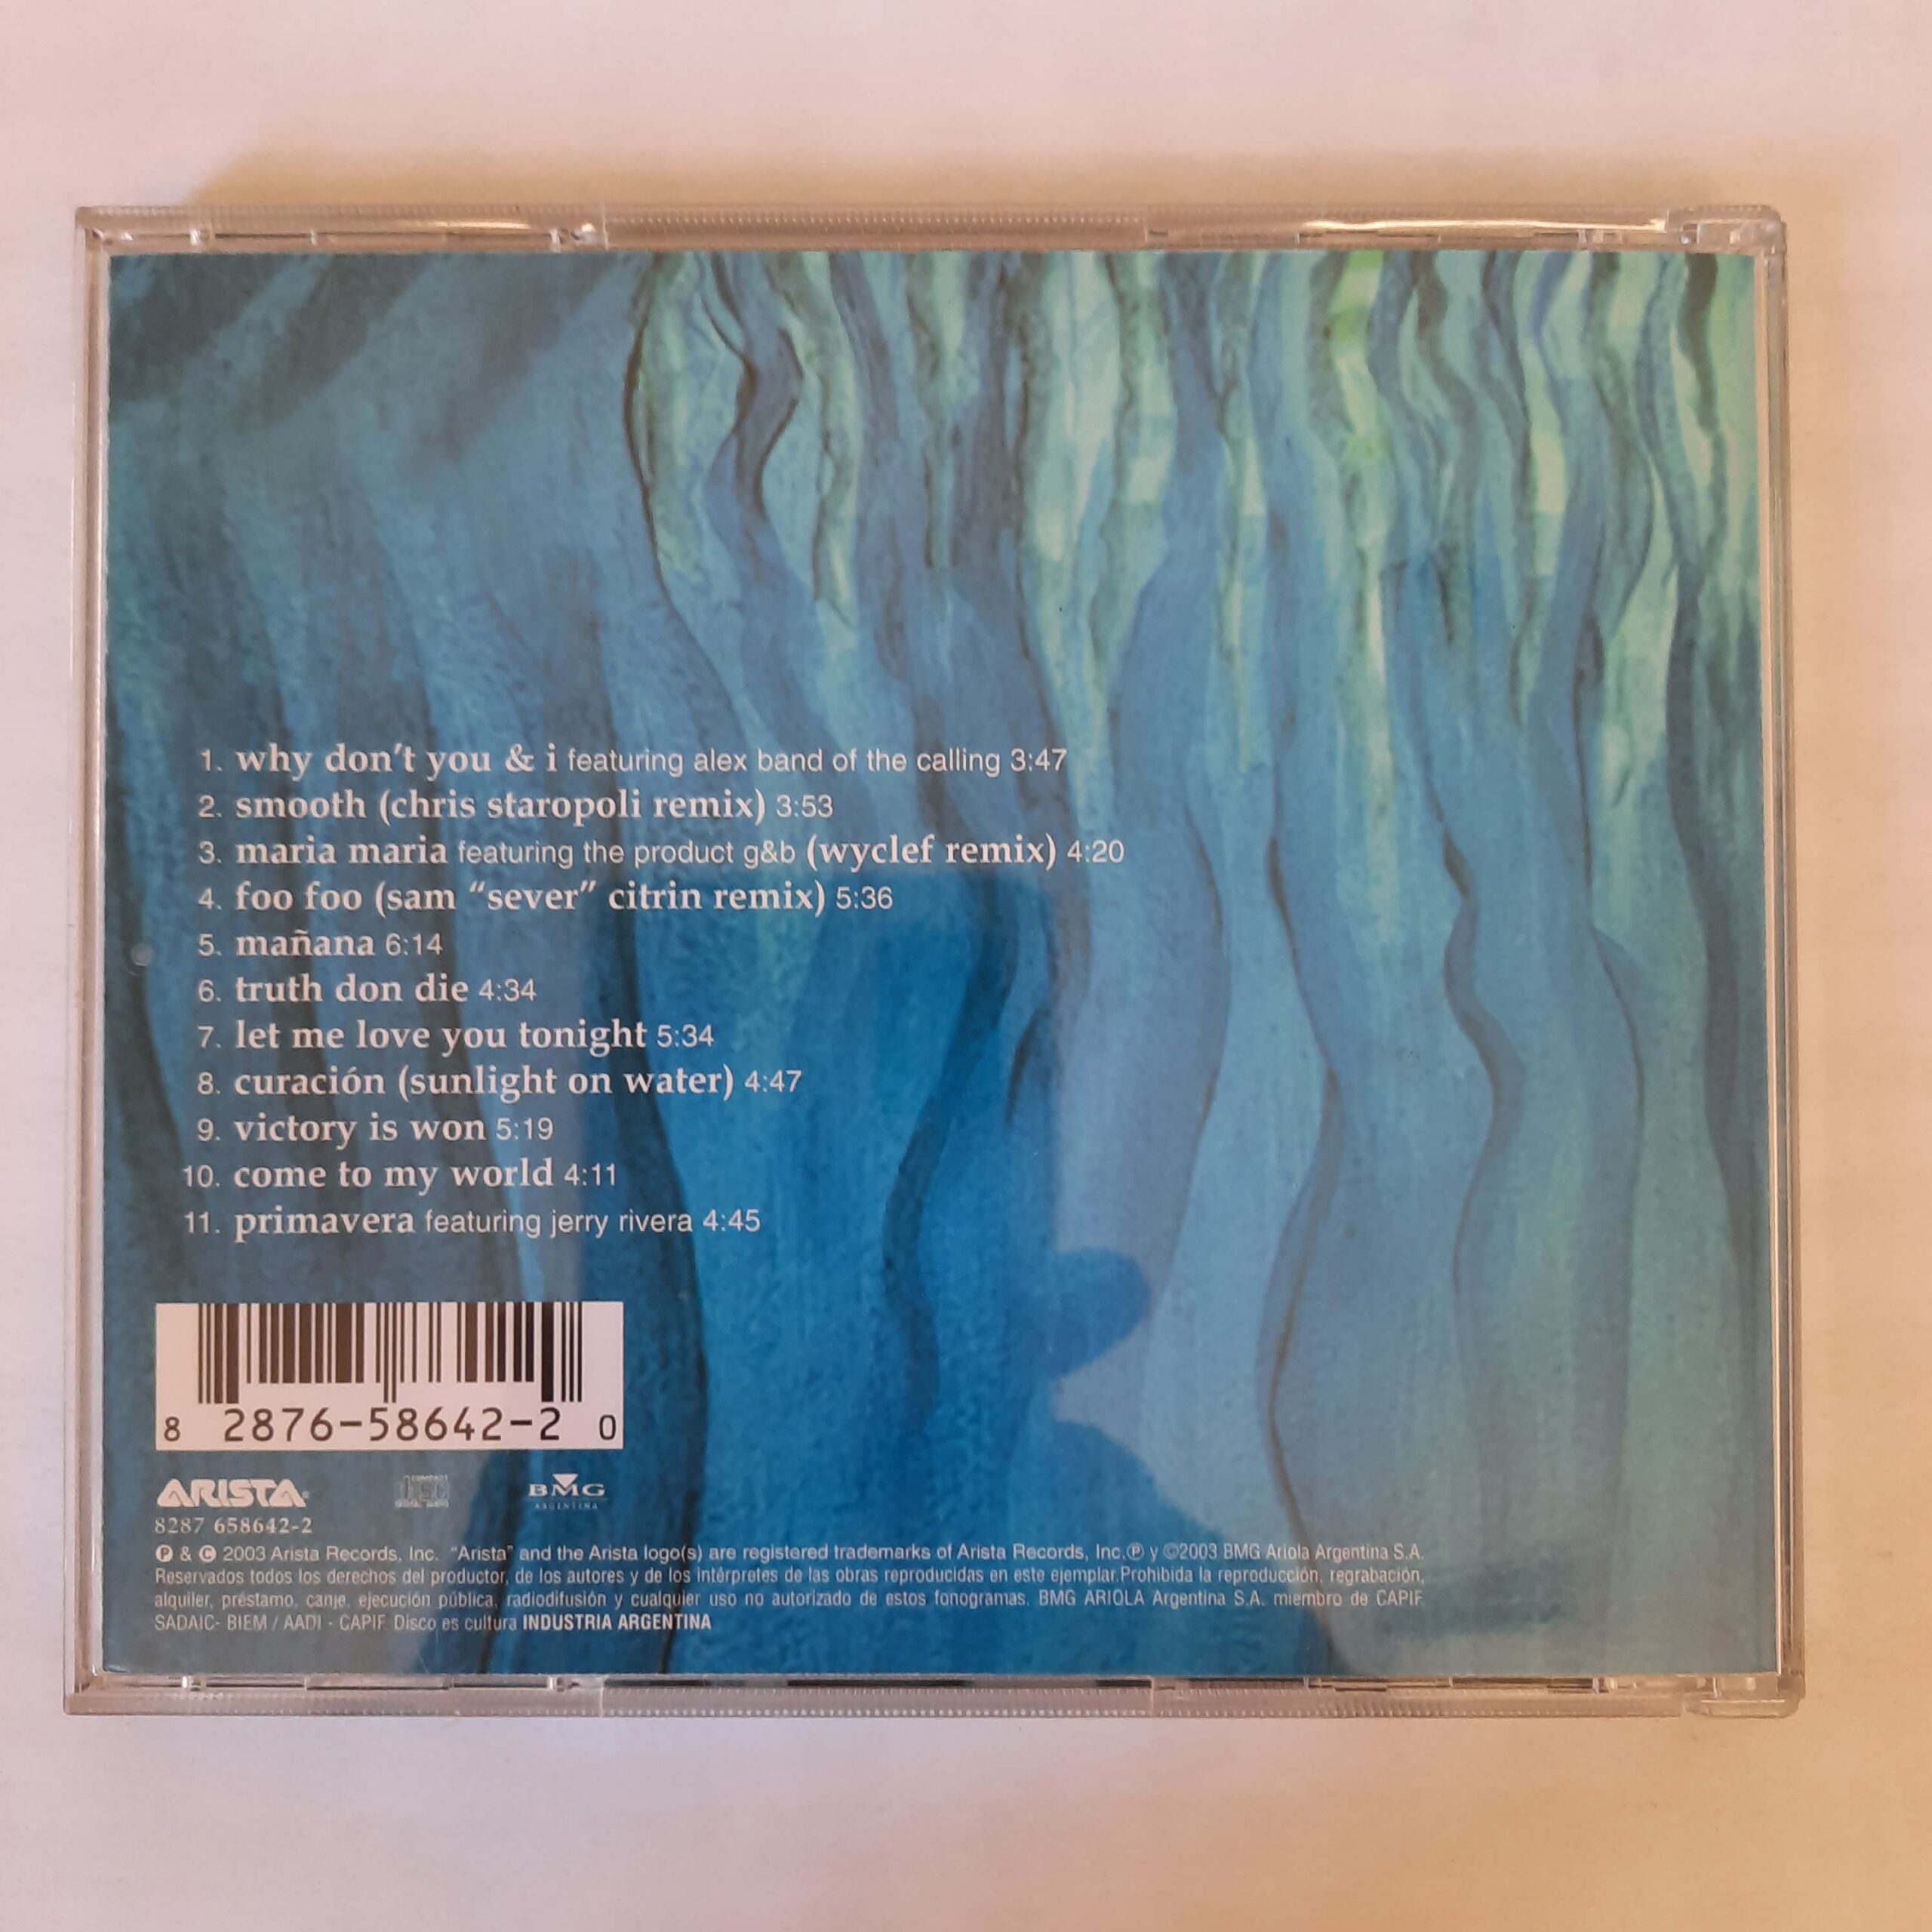 1. why don't you & i featuring alex band of the calling 3:47
2. smooth (chris staropoli remix) 3:53
3. maria maria featuring the product g&b (wyclef remix) 4:20
4. foo foo (sam "sever" citrin remix) 5:36
5. mañana 6:14
6. truth don die 4:34
7. let me love you tonight 5:34
8. curación (sunlight on water) 4:47
9. victory is won 5:19
10. come to my world 4:11
11. primavera featuring jerry rivera 4:45
8 2876-58642-2 0
ARISTA® COMPACT disc DIGITAL AUDIO BMG ARGENTINA
8287 658642-2
℗ & © 2003 Arista Records, Inc. "Arista" and the Arista logo(s) are registered trademarks of Arista Records, Inc.℗ y ©2003 BMG Ariola Argentina S.A.
Reservados todos los derechos del productor, de los autores y de los intérpretes de las obras reproducidas en este ejemplar.Prohibida la reproducción, regrabación,
alquiler, préstamo, canje, ejecución pública, radiodifusión y cualquier uso no autorizado de estos fonogramas. BMG ARIOLA Argentina S.A. miembro de CAPIF.
SADAIC- BIEM / AADI - CAPIF Disco es cultura INDUSTRIA ARGENTINA